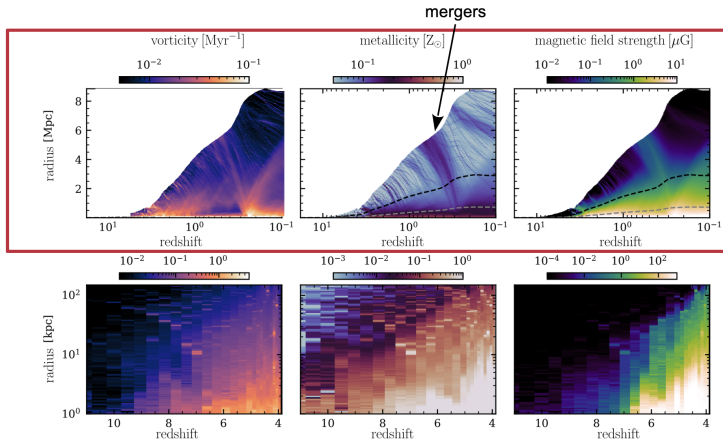 mergers
vorticity [Myr⁻¹] metallicity [Z⊙] magnetic field strength [μG]
10⁻² 10⁻¹ 10⁻¹ 10⁰ 10⁻² 10⁻¹ 10⁰ 10¹
radius [Mpc]
8
6
4
2
10¹ 10⁰ 10⁻¹ 10¹ 10⁰ 10⁻¹ 10¹ 10⁰ 10⁻¹
redshift redshift redshift
10⁻² 10⁻¹ 10⁰ 10⁻³ 10⁻² 10⁻¹ 10⁰ 10⁻⁴ 10⁻² 10⁰ 10²
radius [kpc]
10²
10¹
10⁰
10 8 6 4 10 8 6 4 10 8 6 4
redshift redshift redshift